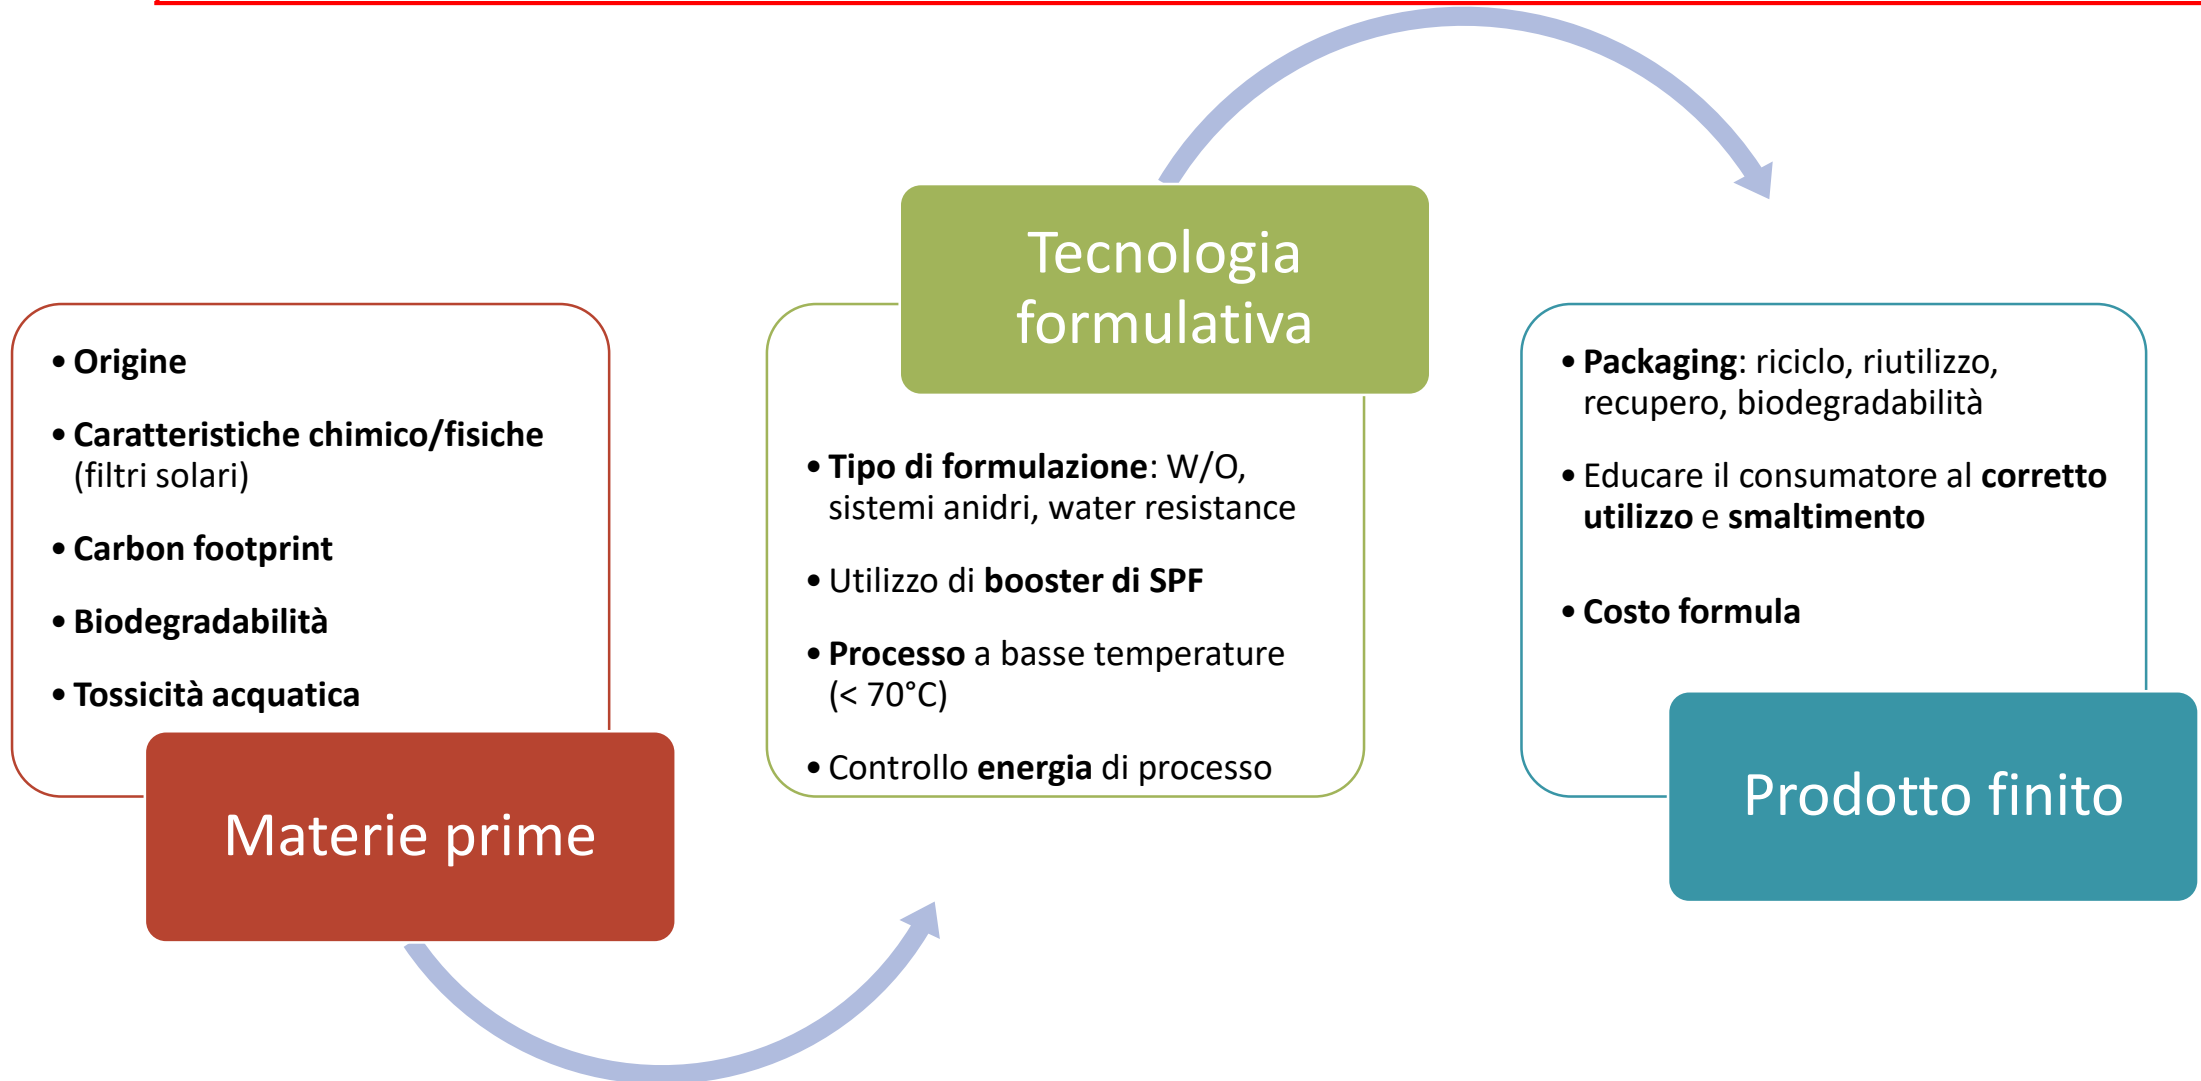 • Origine
• Caratteristiche chimico/fisiche
(filtri solari)
• Carbon footprint
• Biodegradabilità
• Tossicità acquatica
Materie prime
Tecnologia
formulativa
• Tipo di formulazione: W/O,
sistemi anidri, water resistance
• Utilizzo di booster di SPF
• Processo a basse temperature
(< 70°C)
• Controllo energia di processo
• Packaging: riciclo, riutilizzo,
recupero, biodegradabilità
• Educare il consumatore al corretto
utilizzo e smaltimento
• Costo formula
Prodotto finito